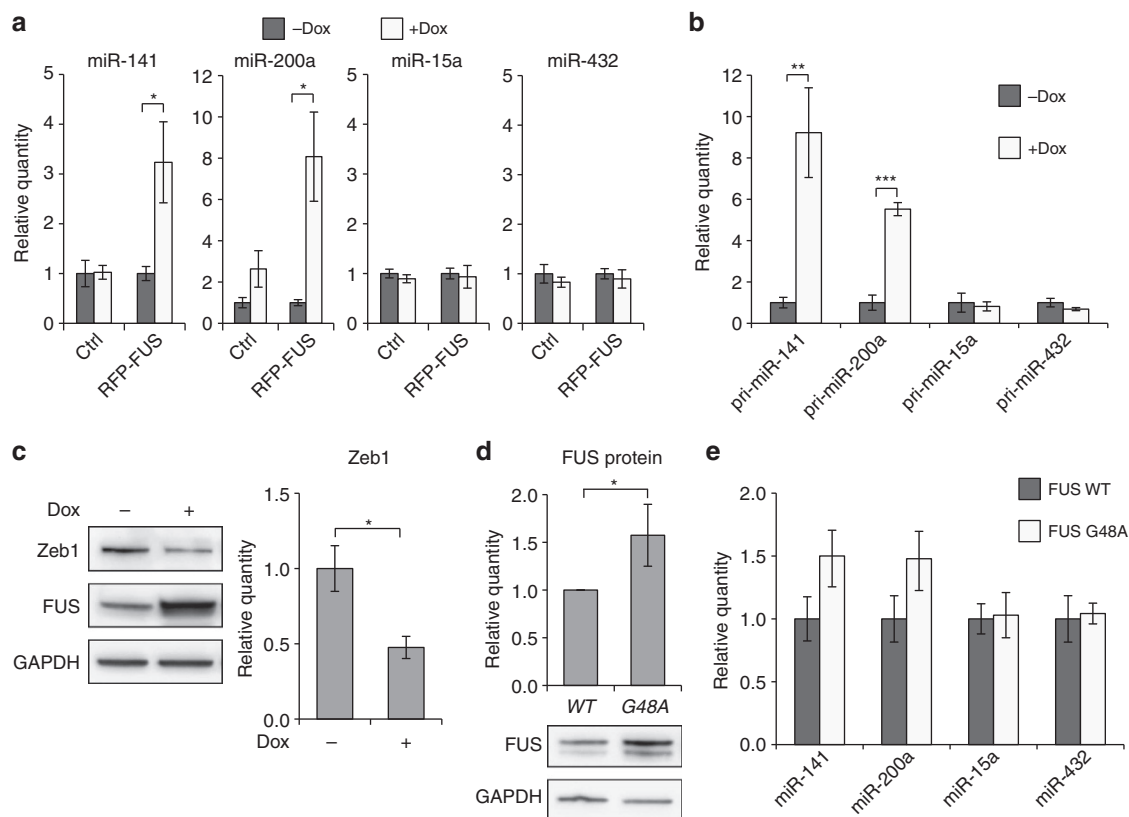 a
–Dox
+Dox
miR-141
miR-200a
miR-15a
miR-432
Relative quantity
5
4
3
2
1
0
*
Ctrl
RFP-FUS
12
10
8
6
4
2
0
*
Ctrl
RFP-FUS
5
4
3
2
1
0
Ctrl
RFP-FUS
5
4
3
2
1
0
Ctrl
RFP-FUS
b
Relative quantity
12
10
8
6
4
2
0
**
***
–Dox
+Dox
pri-miR-141
pri-miR-200a
pri-miR-15a
pri-miR-432
c
Dox
–
+
Zeb1
FUS
GAPDH
Zeb1
Relative quantity
1.5
1.0
0.5
0.0
*
Dox
–
+
d
FUS protein
Relative quantity
2.0
1.5
1.0
0.5
0.0
*
WT
G48A
FUS
GAPDH
e
Relative quantity
2.0
1.5
1.0
0.5
0.0
FUS WT
FUS G48A
miR-141
miR-200a
miR-15a
miR-432